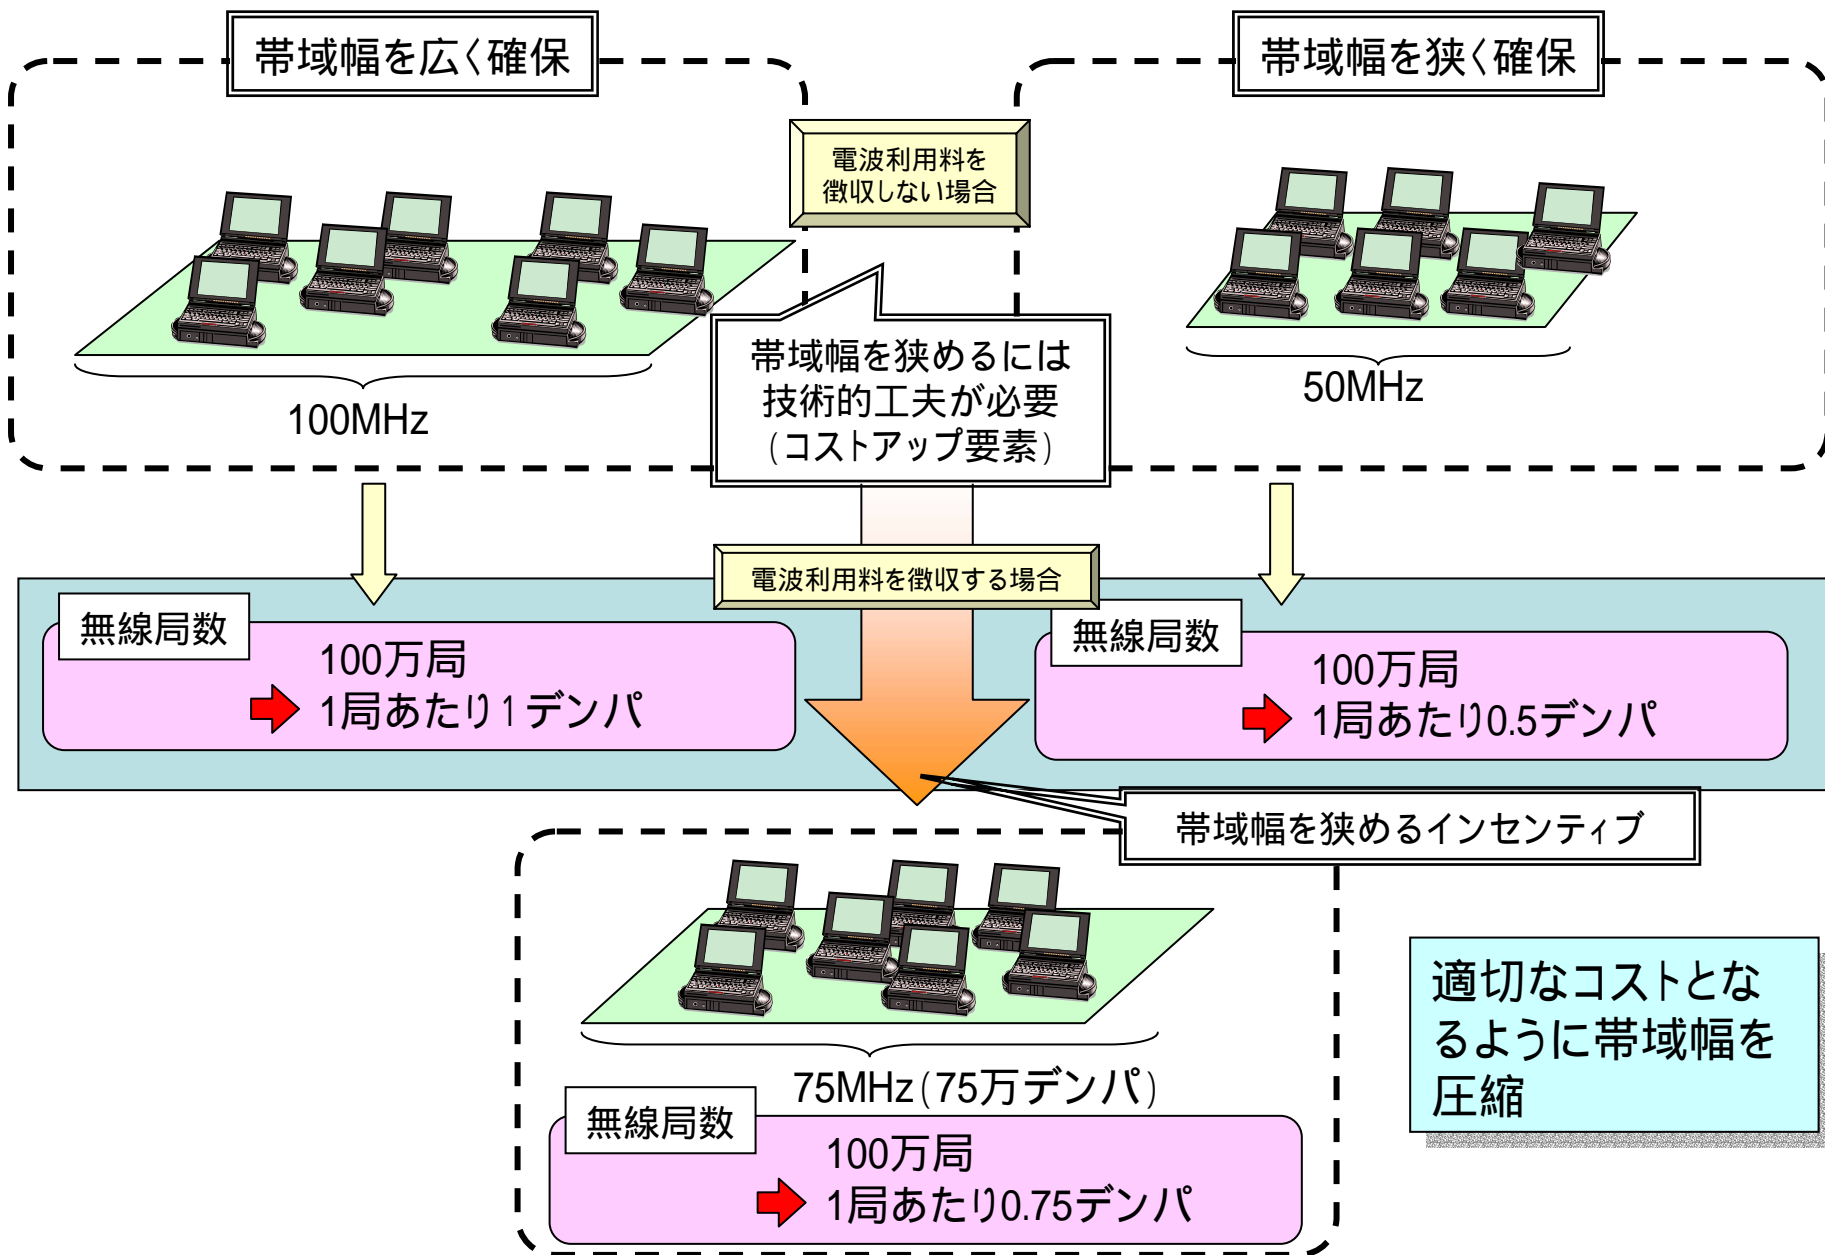 帯域幅を広く確保
帯域幅を狭く確保
電波利用料を
徴収しない場合
帯域幅を狭めるには
技術的工夫が必要
(コストアップ要素)
100MHz
50MHz
電波利用料を徴収する場合
無線局数
100万局
1局あたり1デンパ
無線局数
100万局
1局あたり0.5デンパ
帯域幅を狭めるインセンティブ
75MHz(75万デンパ)
無線局数
100万局
1局あたり0.75デンパ
適切なコストとな
るように帯域幅を
圧縮